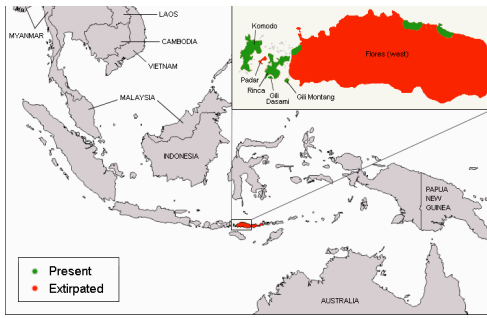 LAOS
MYANMAR
CAMBODIA
VIETNAM
MALAYSIA
INDONESIA
Komodo
Flores (west)
Padar
Rinca
Gili
Dasami
Gili Montang
PAPUA
NEW
GUINEA
AUSTRALIA
Present
Extirpated